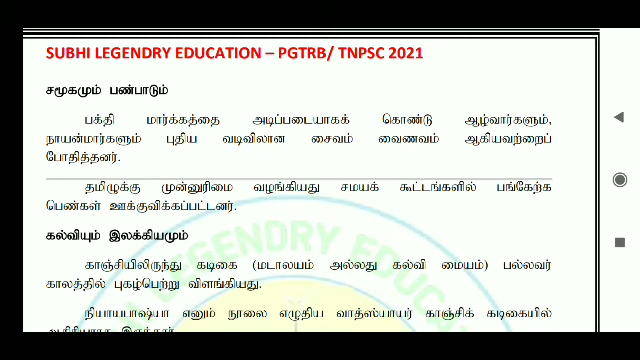 SUBHI LEGENDRY EDUCATION – PGTRB/ TNPSC 2021
சமூகமும் பண்பாடும்
பக்தி மார்க்கத்தை அடிப்படையாகக் கொண்டு ஆழ்வார்களும்,
நாயன்மார்களும் புதிய வடிவிலான சைவம் வைணவம் ஆகியவற்றைப்
போதித்தனர்.
தமிழுக்கு முன்னுரிமை வழங்கியது சமயக் கூட்டங்களில் பங்கேற்க
பெண்கள் ஊக்குவிக்கப்பட்டனர்.
கல்வியும் இலக்கியமும்
காஞ்சியிலிருந்து கடிகை (மடாலயம் அல்லது கல்வி மையம்) பல்லவர்
காலத்தில் புகழ்பெற்று விளங்கியது.
நியாயபாஷ்யா எனும் நூலை எழுதிய வாத்ஸ்யாயர் காஞ்சிக் கடிகையில்